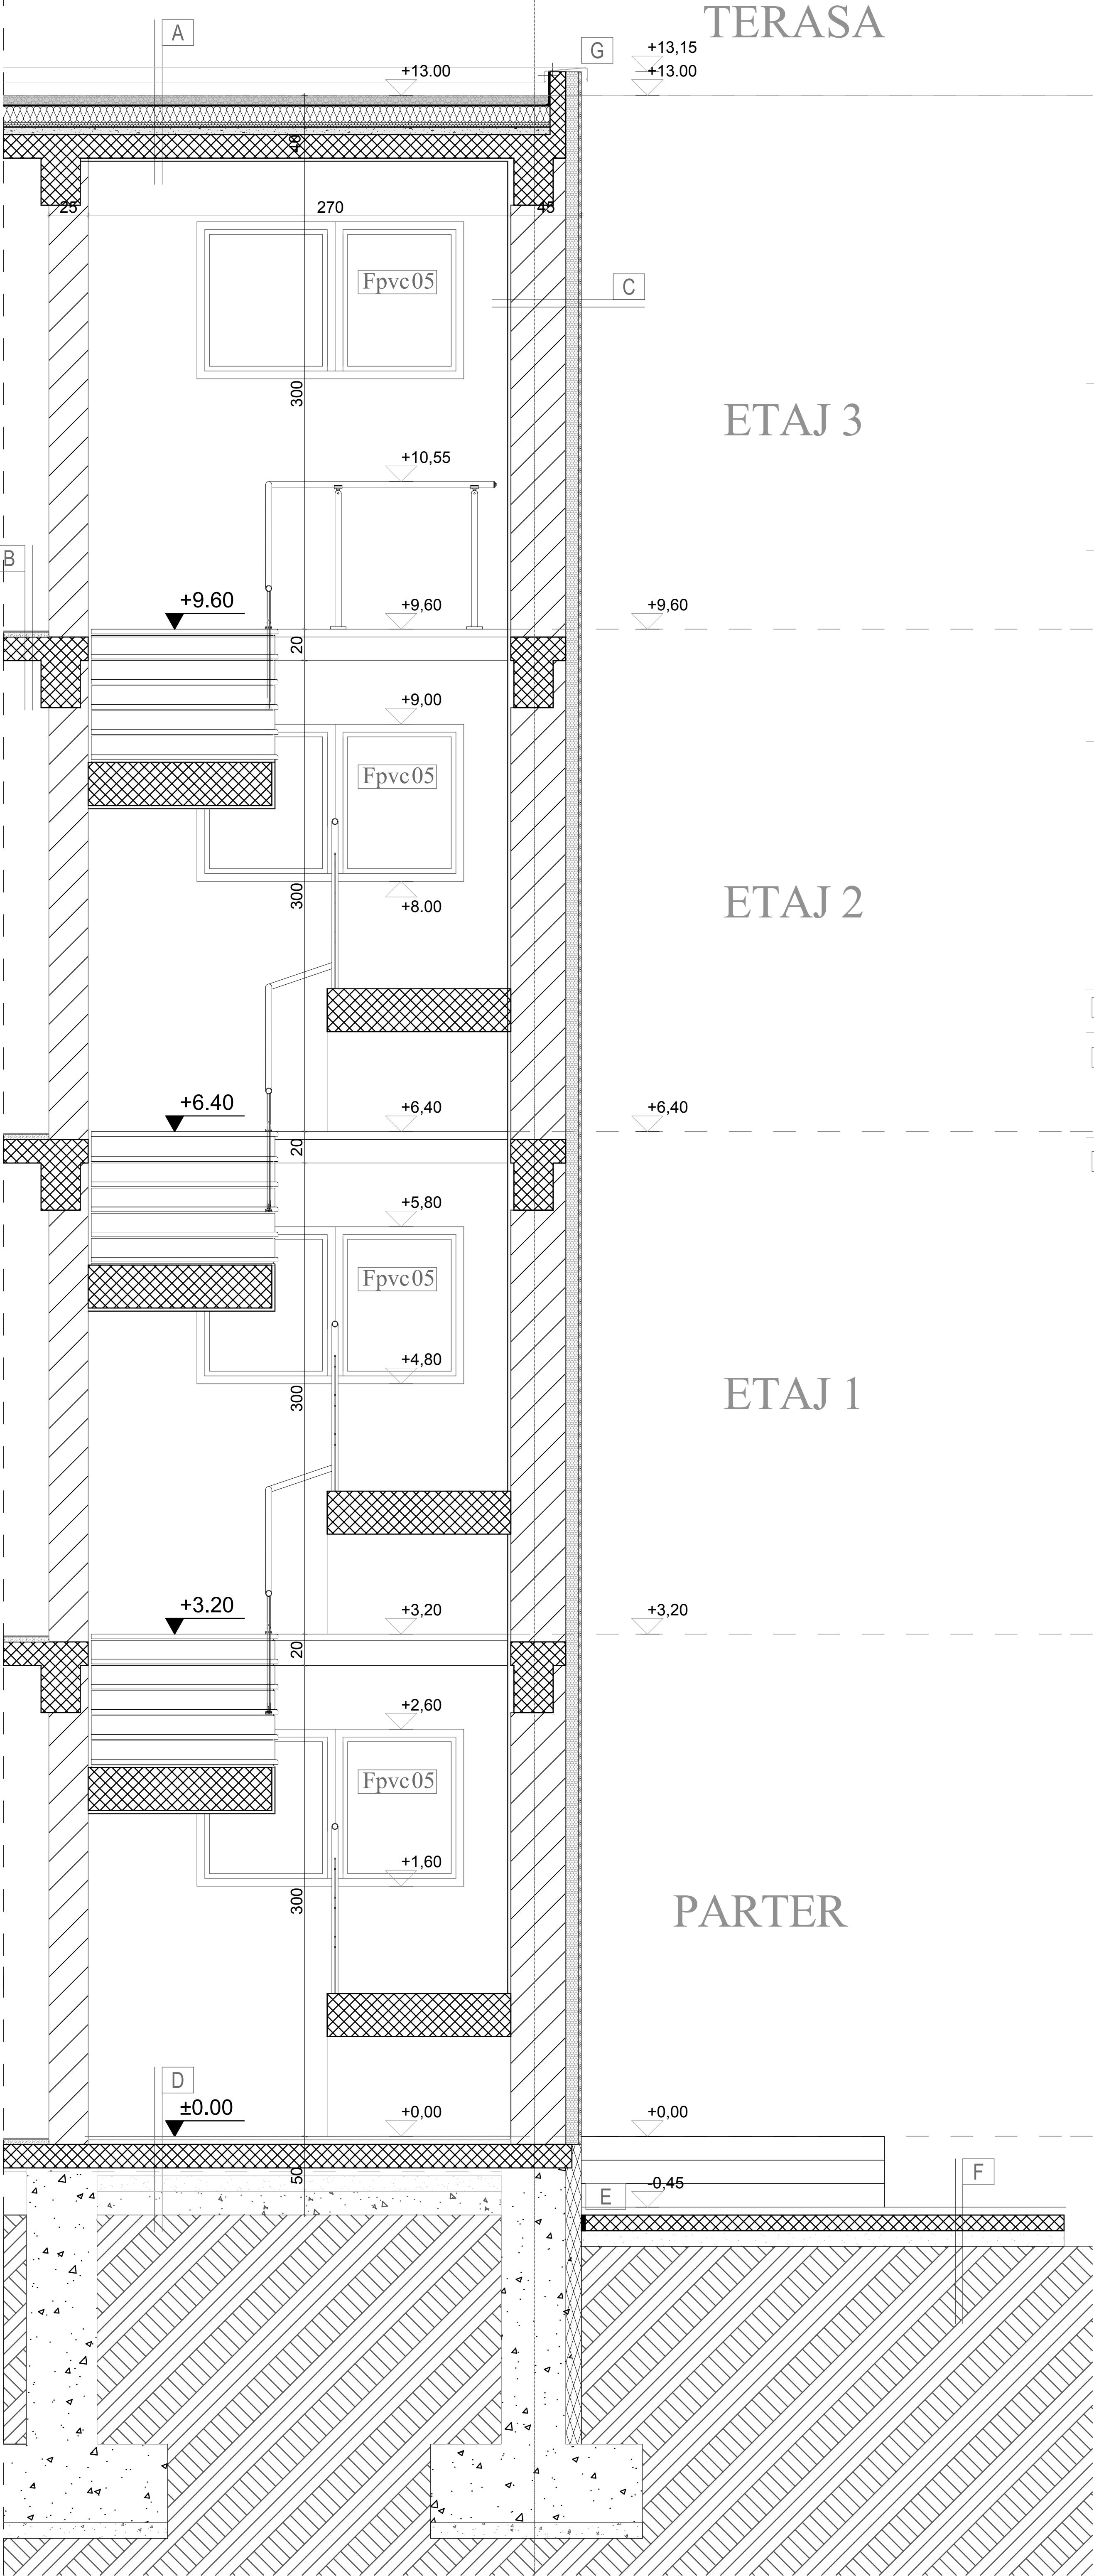 TERASA
A
G
+13,15
+13.00
+13.00
40
25
270
45
Fpvc05
C
300
ETAJ 3
+10,55
B
+9.60
+9,60
+9,60
20
+9,00
Fpvc05
300
+8.00
ETAJ 2
+6.40
+6,40
+6,40
20
+5,80
Fpvc05
+4,80
300
ETAJ 1
+3.20
+3,20
+3,20
20
+2,60
Fpvc05
+1,60
300
PARTER
D
±0.00
+0,00
+0,00
50
E
-0,45
F